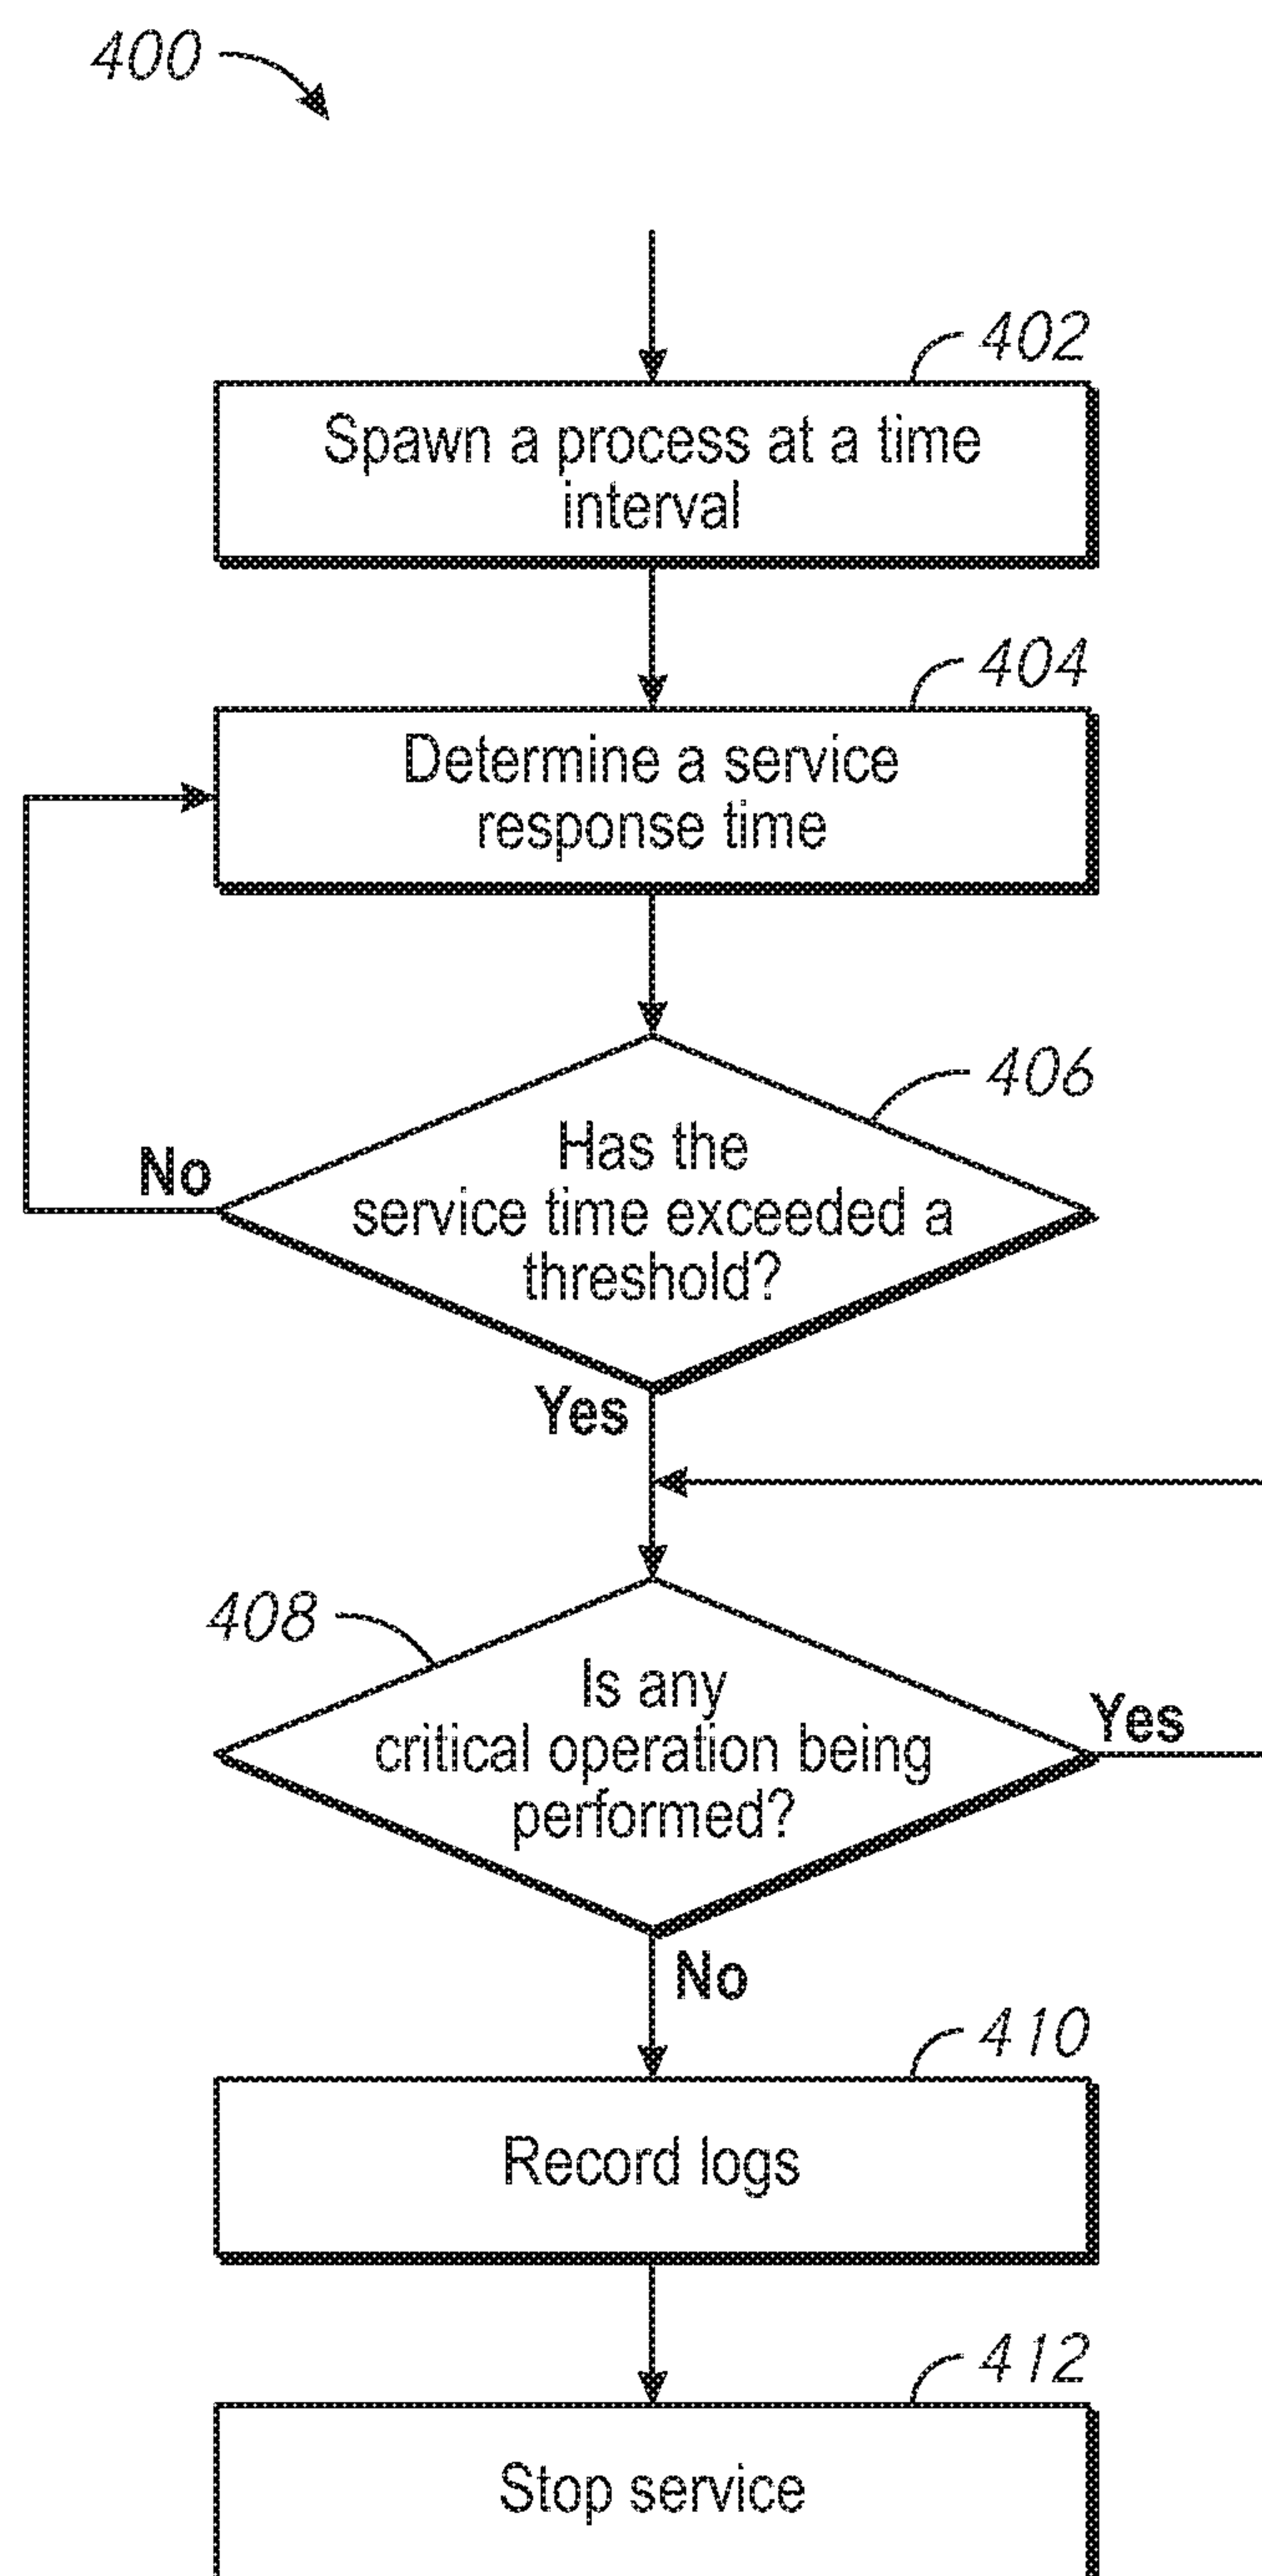 400
402
Spawn a process at a time
interval
404
Determine a service
response time
406
Has the
No
service time exceeded a
threshold?
Yes
408
Is any
Yes
critical operation being
performed?
No
410
Record logs
412
Stop service